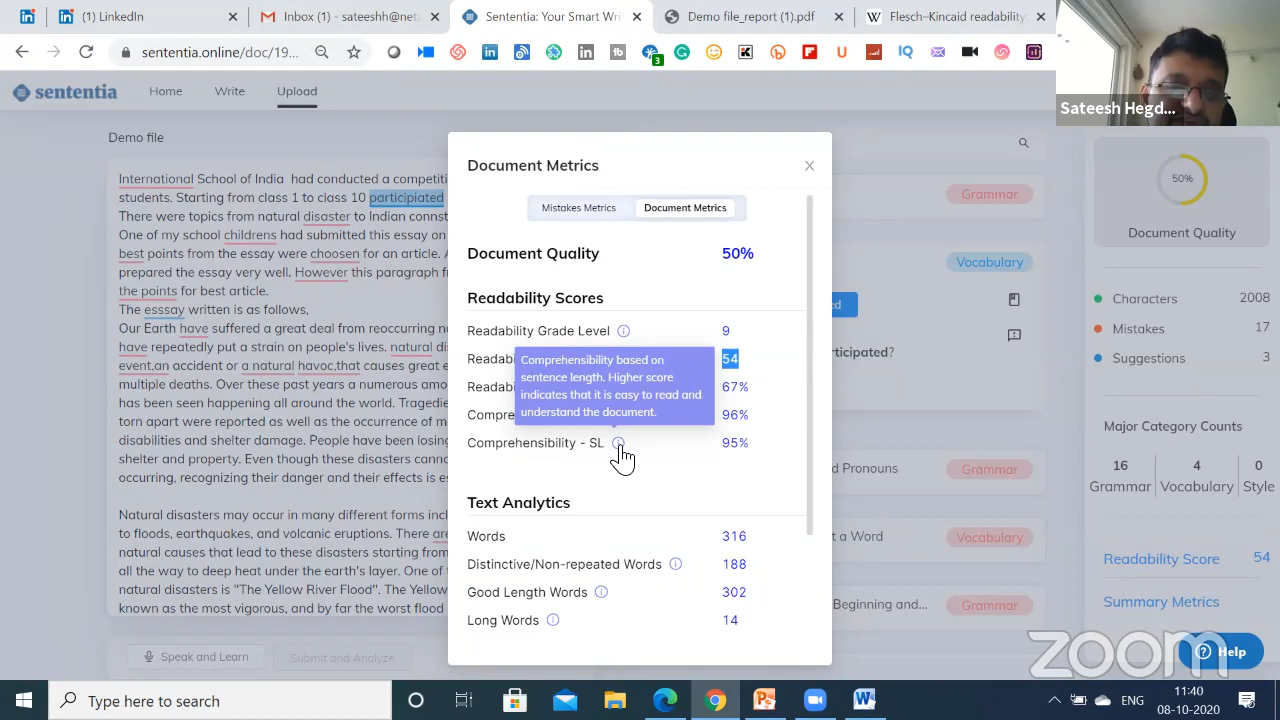 (1) LinkedIn
Inbox (1) - sateeshh@net
Sententia: Your Smart Wri
Demo file_report (1).pdf
W Flesch–Kincaid readability
sententia.online/doc/19...
3
sententia
Home
Write
Upload
Sateesh Hegd...
Demo file
International School of India had conducted a competiti
students. Starting from class 1 to class 10 participiated
There were topics from natural disaster to Indian connst
One of my school childrens had submitted this essay on
best points from the essay were choosen for an article. A
prepared the essay very well. However this paragraph f
the points for best article.
The essay written is as follows.
Our Earth have suffered a great deal from reoccurring na
have repeatedly put a strain on people's lives. natural di
event,an accident or a natural havoc,that causes great e
multiple deaths. Over these past years a numerous amo
has been seen happening all around the world. Tragedie
torn apart were reported as well as the occurrence of m
disabilities and shelter damage. People have been losing
shelter and property. Even though these disasters const
occurring, recognizing their danger and their effects is es
Natural disasters may occur in many different forms incl
to floods, earthquakes, and volcanic eruptions. There are
natural causes that lead to these disasters starting from
all the way to deep heat under the earth's layer. One of
natural disasters is "The Yellow River Flood". The Yellow
known as the most vigorous, and by far the worst flood
Speak and Learn
Submit and Analyze
Document Metrics
Mistakes Metrics
Document Metrics
Document Quality 50%
Readability Scores
Readability Grade Level 9
Readab 54
Readab 67%
Compre 96%
Comprehensibility - SL 95%
Comprehensibility based on
sentence length. Higher score
indicates that it is easy to read and
understand the document.
Text Analytics
Words 316
Distinctive/Non-repeated Words 188
Good Length Words 302
Long Words 14
Grammar
Vocabulary
ed
articipated?
d Pronouns
Grammar
t a Word
Vocabulary
Beginning and...
Grammar
50%
Document Quality
Characters 2008
Mistakes 17
Suggestions 3
Major Category Counts
16 4 0
Grammar Vocabulary Style
Readability Score 54
Summary Metrics
zoom
Help
Type here to search
ENG
11:40
08-10-2020